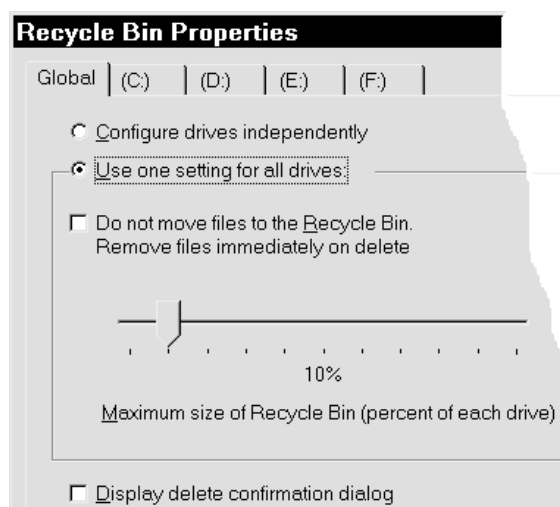 Recycle Bin Properties
Global (C:) (D:) (E:) (F:)
Configure drives independently
Use one setting for all drives:
Do not move files to the Recycle Bin.
Remove files immediately on delete
10%
Maximum size of Recycle Bin (percent of each drive)
Display delete confirmation dialog